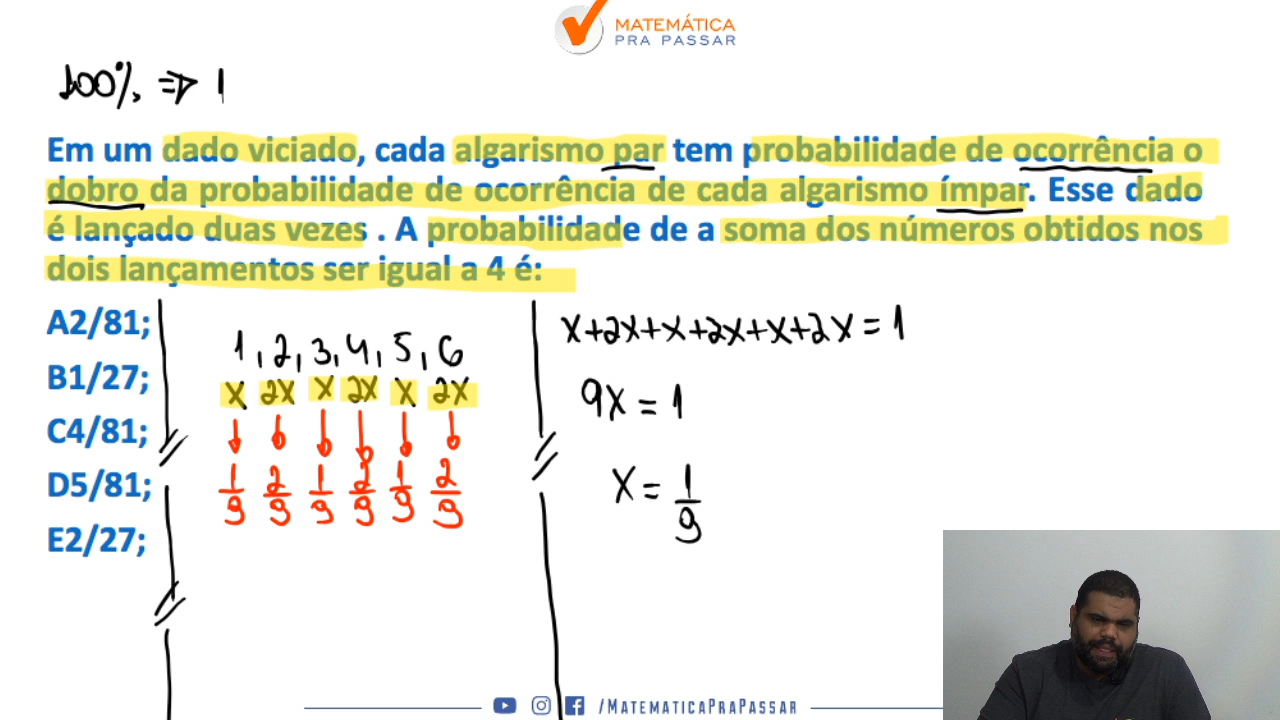 MATEMÁTICA
PRA PASSAR
100% => 1
Em um dado viciado, cada algarismo par tem probabilidade de ocorrência o
dobro da probabilidade de ocorrência de cada algarismo ímpar. Esse dado
é lançado duas vezes . A probabilidade de a soma dos números obtidos nos
dois lançamentos ser igual a 4 é:
A2/81;
B1/27;
C4/81;
D5/81;
E2/27;
1, 2, 3, 4, 5, 6
x 2x x 2x x 2x
1/9 2/9 1/9 2/9 1/9 2/9
x+2x+x+2x+x+2x=1
9x = 1
x = 1/9
/MatematicaPraPassar